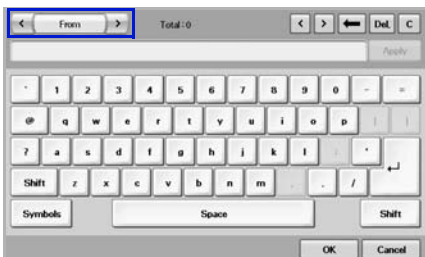 < From > Total : 0 < > ← Del. C
Apply
` 1 2 3 4 5 6 7 8 9 0 - =
@ q w e r t y u i o p [ ]
? a s d f g h j k l ; ' ↵
Shift z x c v b n m , . /
Symbols Space Shift
OK Cancel